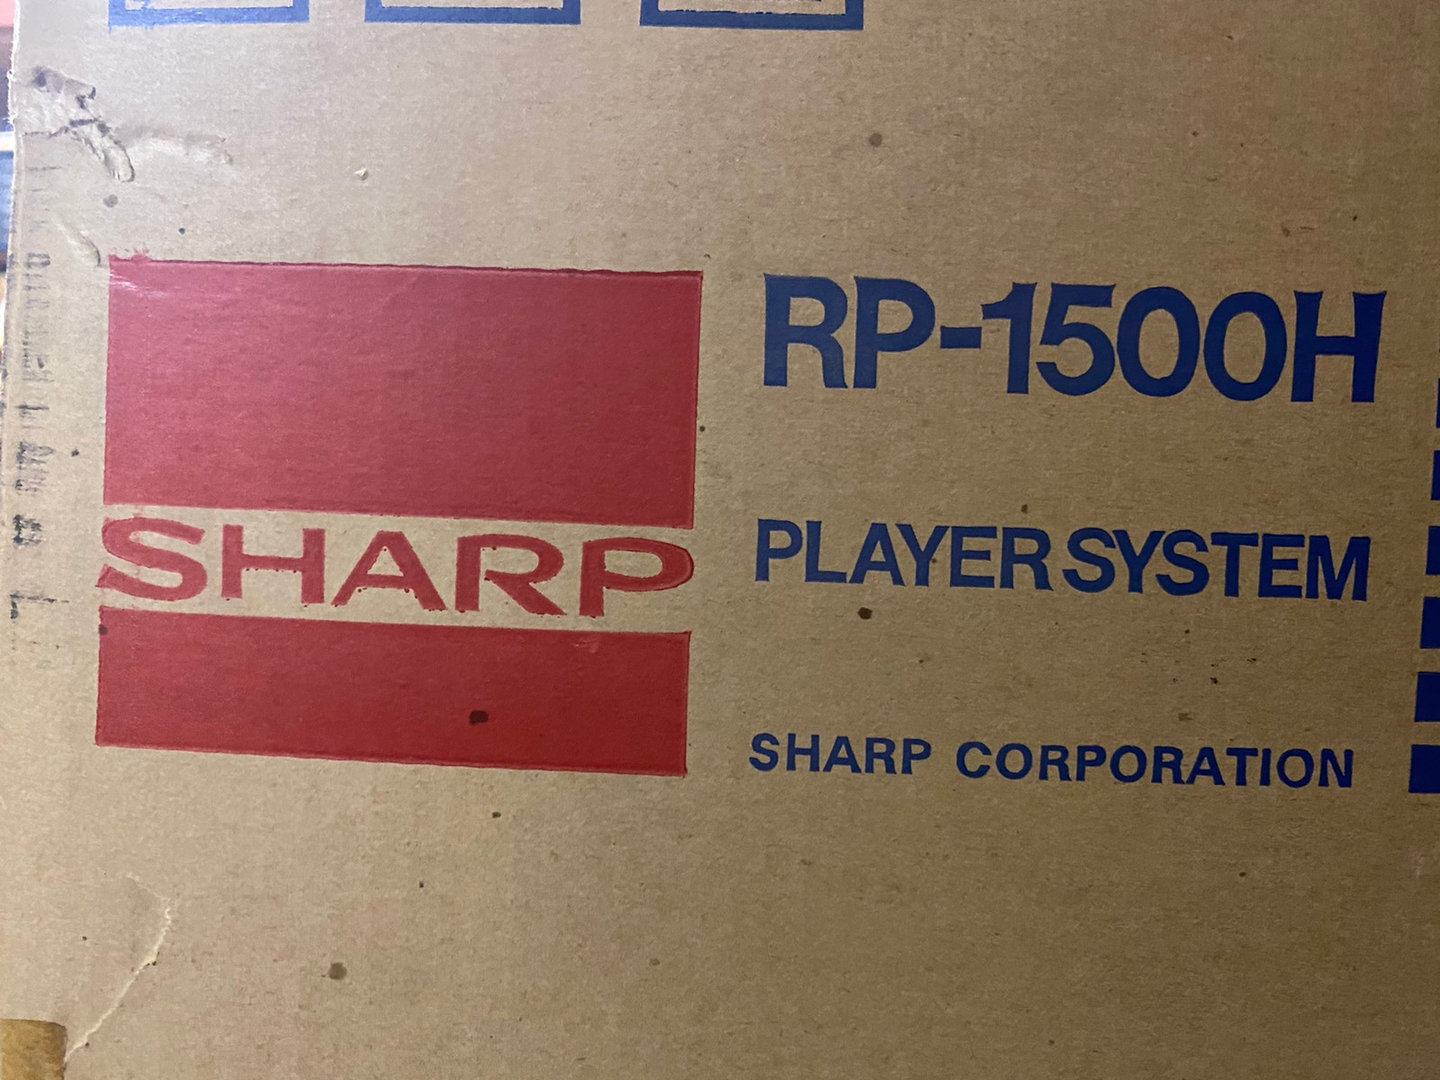 RP-1500H
SHARP
PLAYER SYSTEM
SHARP CORPORATION